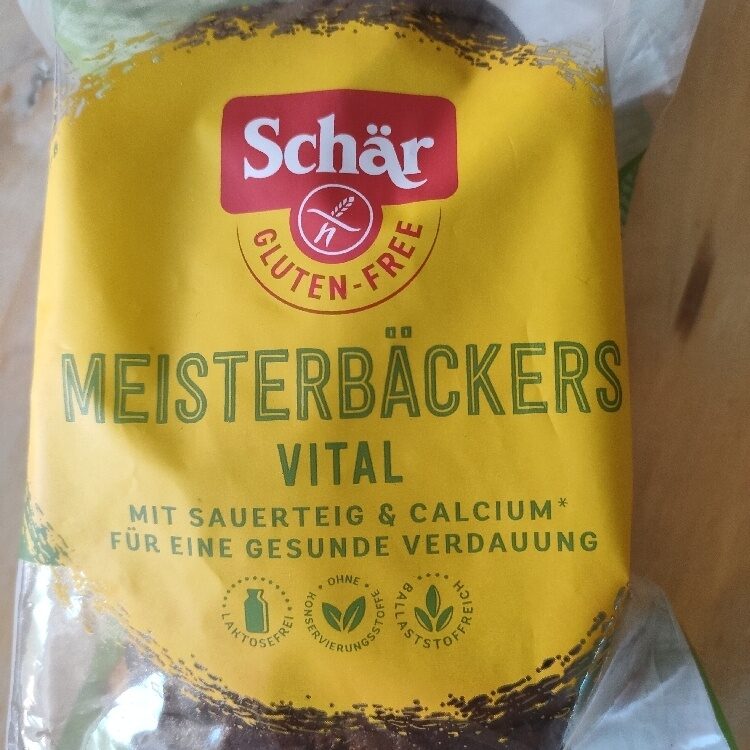 Schär
GLUTEN-FREE
MEISTERBÄCKERS
VITAL
MIT SAUERTEIG & CALCIUM*
FÜR EINE GESUNDE VERDAUUNG
LAKTOSEFREI
OHNE KONSERVIERUNGSSTOFFE
BALLASTSTOFFREICH